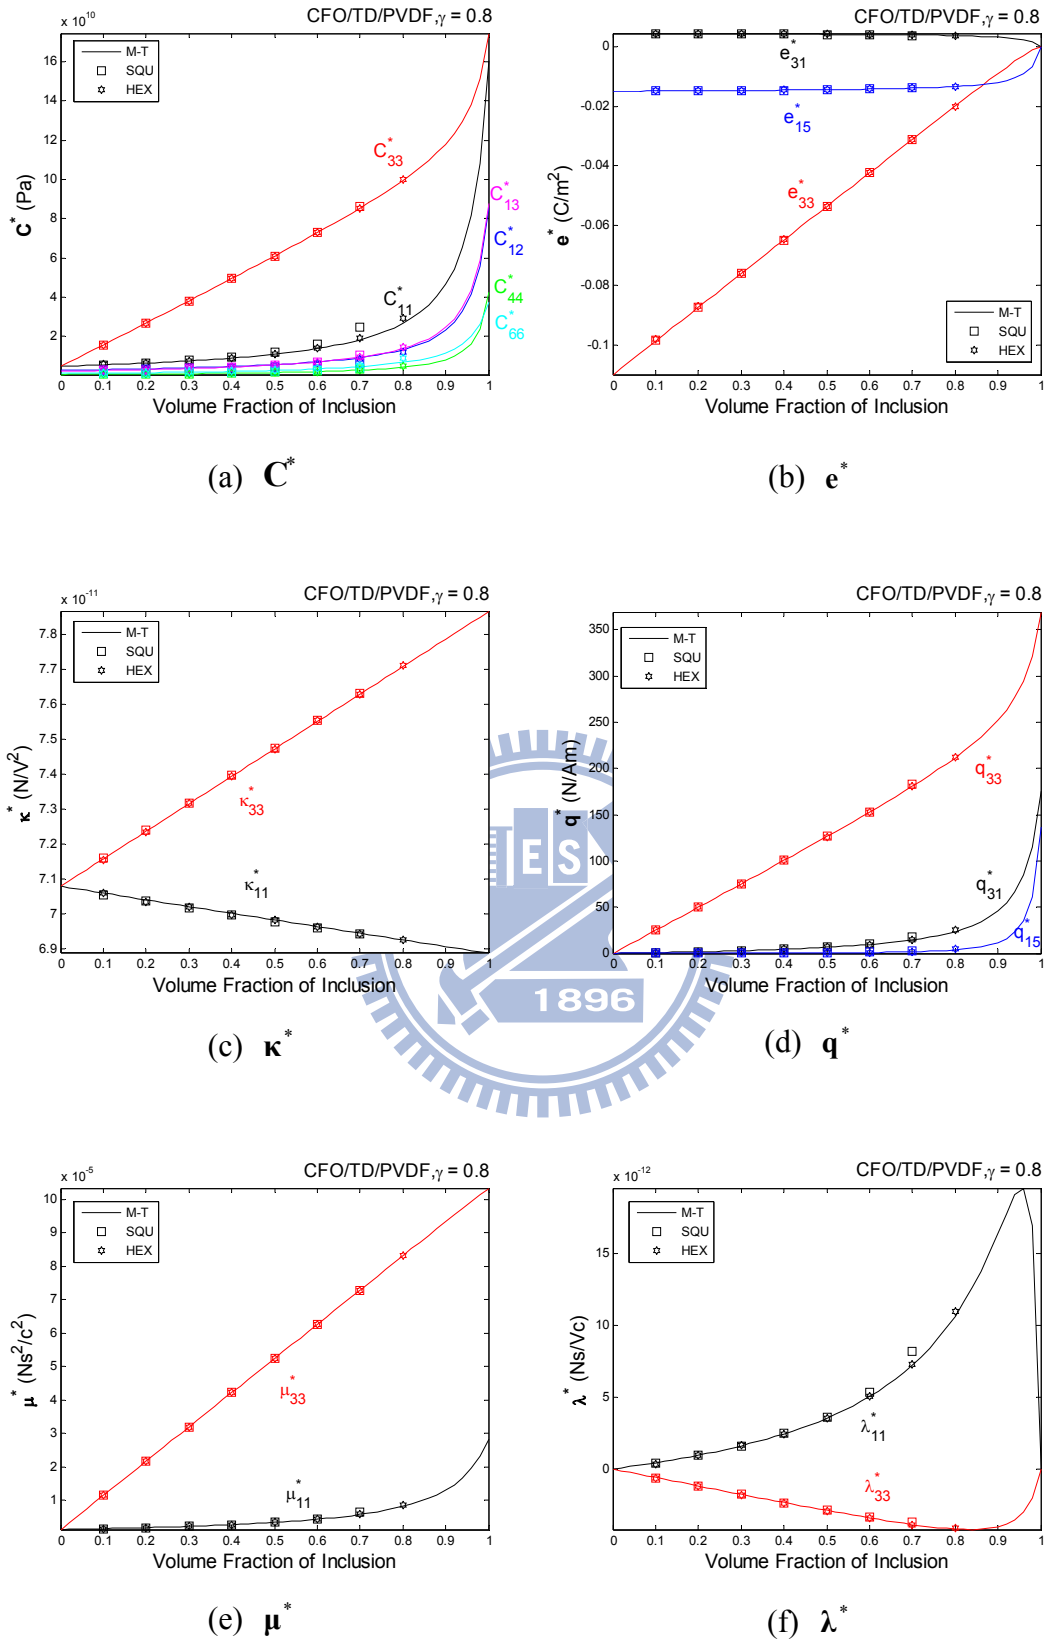 CFO/TD/PVDF,γ = 0.8
x 10^10
M-T
SQU
HEX
16
14
12
10
8
6
4
2
C* (Pa)
C*33
C*13
C*12
C*11
C*44
C*66
0 0.1 0.2 0.3 0.4 0.5 0.6 0.7 0.8 0.9 1
Volume Fraction of Inclusion
(a) C*
CFO/TD/PVDF,γ = 0.8
0
-0.02
-0.04
-0.06
-0.08
-0.1
e* (C/m²)
e*31
e*15
e*33
M-T
SQU
HEX
0 0.1 0.2 0.3 0.4 0.5 0.6 0.7 0.8 0.9 1
Volume Fraction of Inclusion
(b) e*
CFO/TD/PVDF,γ = 0.8
x 10^-11
M-T
SQU
HEX
7.8
7.7
7.6
7.5
7.4
7.3
7.2
7.1
7
6.9
κ* (N/V²)
κ*33
κ*11
0 0.1 0.2 0.3 0.4 0.5 0.6 0.7 0.8 0.9 1
Volume Fraction of Inclusion
(c) κ*
CFO/TD/PVDF,γ = 0.8
M-T
SQU
HEX
350
300
250
200
150
100
50
0
q* (N/Am)
q*33
q*31
q*15
0 0.1 0.2 0.3 0.4 0.5 0.6 0.7 0.8 0.9 1
Volume Fraction of Inclusion
(d) q*
ES
1896
CFO/TD/PVDF,γ = 0.8
x 10^-5
M-T
SQU
HEX
10
9
8
7
6
5
4
3
2
1
μ* (Ns²/c²)
μ*33
μ*11
0 0.1 0.2 0.3 0.4 0.5 0.6 0.7 0.8 0.9 1
Volume Fraction of Inclusion
(e) μ*
CFO/TD/PVDF,γ = 0.8
x 10^-12
M-T
SQU
HEX
15
10
5
0
λ* (Ns/Vc)
λ*11
λ*33
0 0.1 0.2 0.3 0.4 0.5 0.6 0.7 0.8 0.9 1
Volume Fraction of Inclusion
(f) λ*